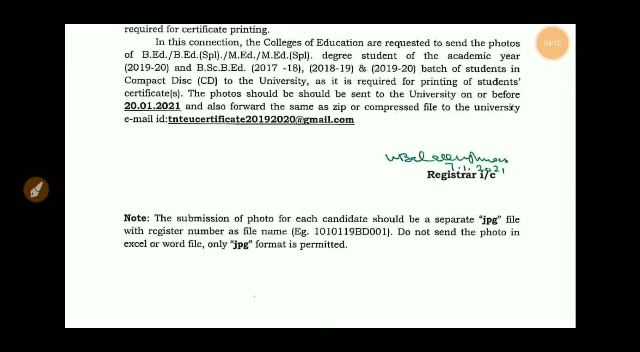 required for certificate printing.
In this connection, the Colleges of Education are requested to send the photos
of B.Ed./B.Ed.(Spl)./M.Ed./M.Ed.(Spl). degree student of the academic year
(2019-20) and B.Sc.B.Ed. (2017 -18), (2018-19) & (2019-20) batch of students in
Compact Disc (CD) to the University, as it is required for printing of students'
certificate(s). The photos should be should be sent to the University on or before
20.01.2021 and also forward the same as zip or compressed file to the university
e-mail id:tnteucertificate20192020@gmail.com
7.1.2021
Registrar i/c
Note: The submission of photo for each candidate should be a separate "jpg" file
with register number as file name (Eg. 1010119BD001). Do not send the photo in
excel or word file, only "jpg" format is permitted.
04:10